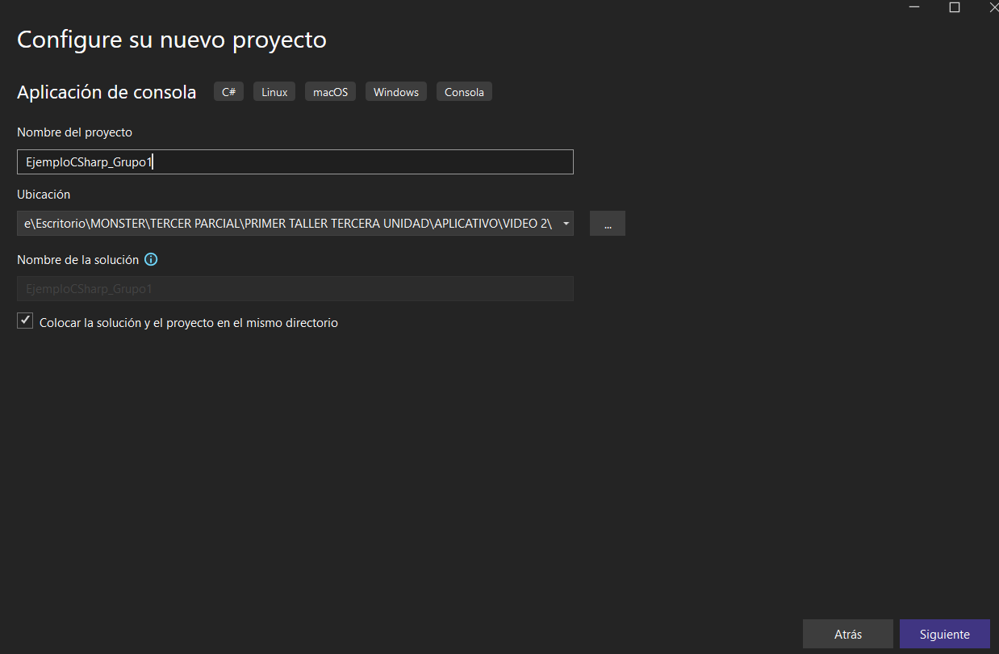 Configure su nuevo proyecto
Aplicación de consola C# Linux macOS Windows Consola
Nombre del proyecto
EjemploCSharp_Grupo1
Ubicación
e\Escritorio\MONSTER\TERCER PARCIAL\PRIMER TALLER TERCERA UNIDAD\APLICATIVO\VIDEO 2\ ...
Nombre de la solución
EjemploCSharp_Grupo1
Colocar la solución y el proyecto en el mismo directorio
Atrás Siguiente